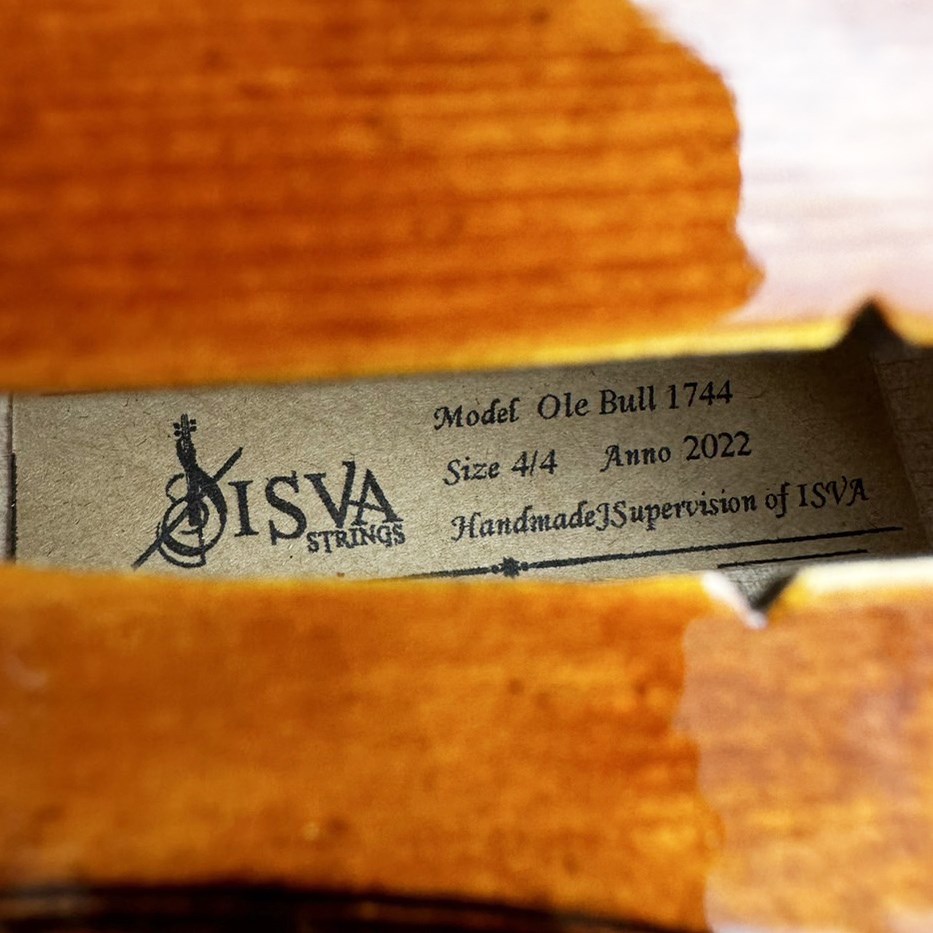 ISVA
STRINGS
Model Ole Bull 1744
Size 4/4 Anno 2022
HandmadeJSupervision of ISVA